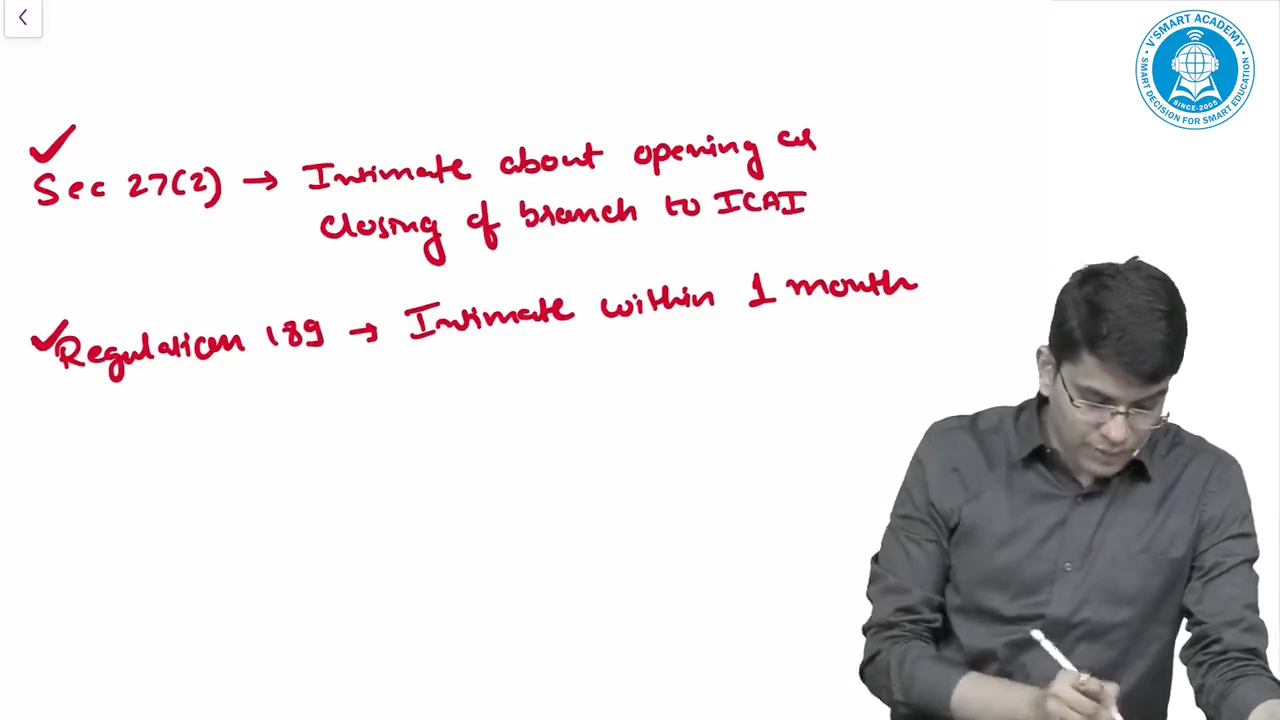 V'SMART ACADEMY
SMART DECISION FOR SMART EDUCATION
SINCE-2005
Sec 27(2) → Intimate about opening or
closing of branch to ICAI
Regulation 189 → Intimate within 1 month